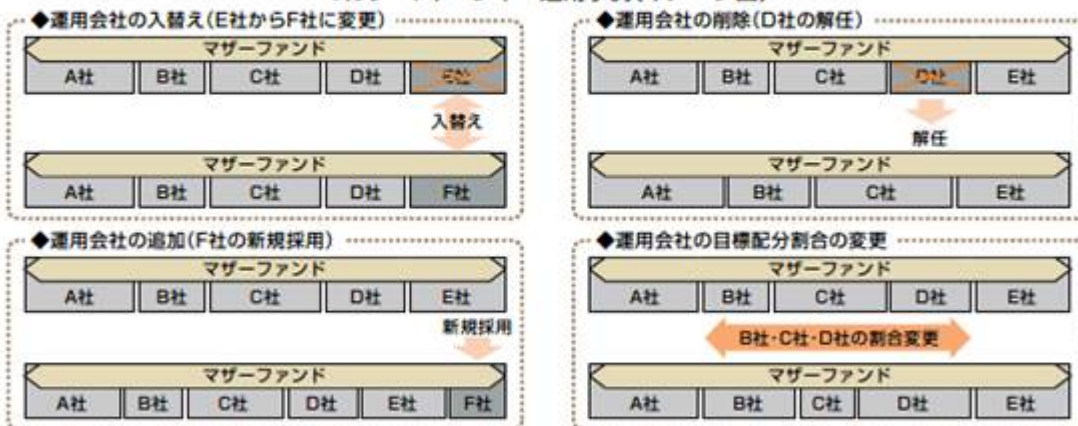 ◆運用会社の入替え(E社からF社に変更)
マザーファンド
A社 B社 C社 D社 E社
入替え
マザーファンド
A社 B社 C社 D社 F社
◆運用会社の削除(D社の解任)
マザーファンド
A社 B社 C社 D社 E社
解任
マザーファンド
A社 B社 C社 E社
◆運用会社の追加(F社の新規採用)
マザーファンド
A社 B社 C社 D社 E社
新規採用
マザーファンド
A社 B社 C社 D社 E社 F社
◆運用会社の目標配分割合の変更
マザーファンド
A社 B社 C社 D社 E社
B社・C社・D社の割合変更
マザーファンド
A社 B社 C社 D社 E社